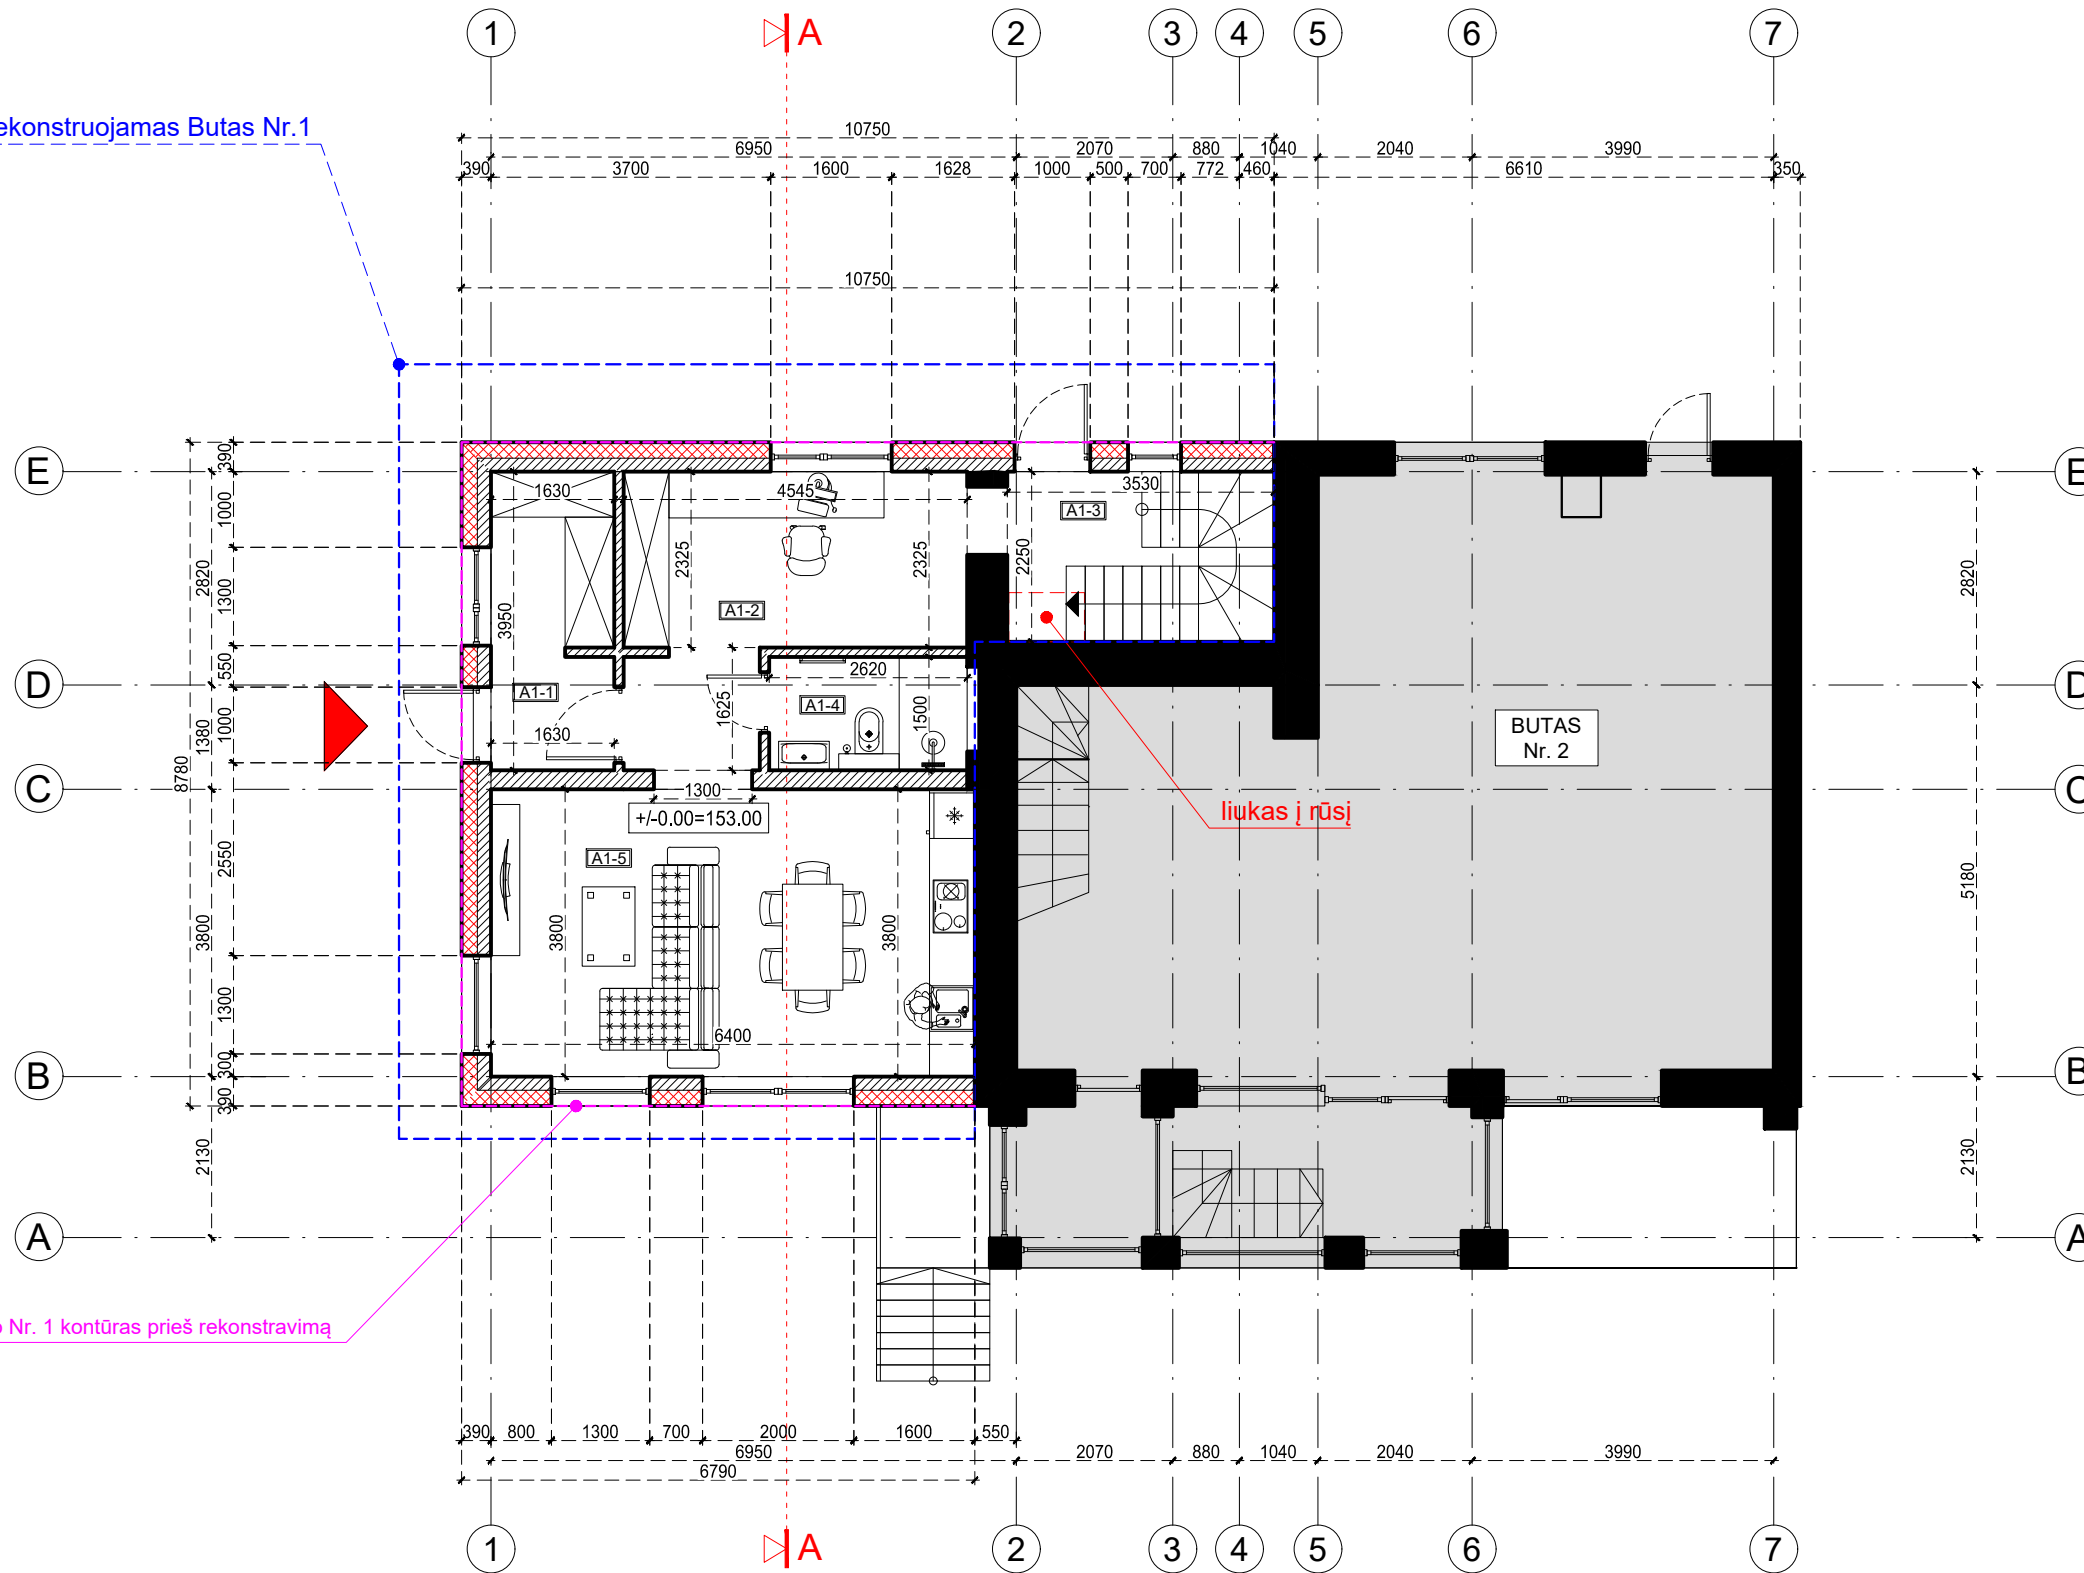 1 A 2 3 4 5 6 7
ekonstruojamas Butas Nr.1
10750
6950 2070 880 1040 2040 3990
390 3700 1600 1628 1000 500 700 772 460 6610 350
10750
E E
390
1000
2820
1300
550
1630 4545 3530
A1-3
2325 2325 2250
3950
A1-2
2820
D D
A1-1
2620
A1-4
1625 1500
1630
1000
1380
8780
BUTAS
Nr. 2
C C
1300
+/-0.00=153.00
liukas į rūsį
A1-5
2550
3800
3800 3800
5180
1300
6400
300
B B
390
2130 2130
A A
Nr. 1 kontūras prieš rekonstravimą
390 800 1300 700 2000 1600 550
6950 2070 880 1040 2040 3990
6790
1 A 2 3 4 5 6 7